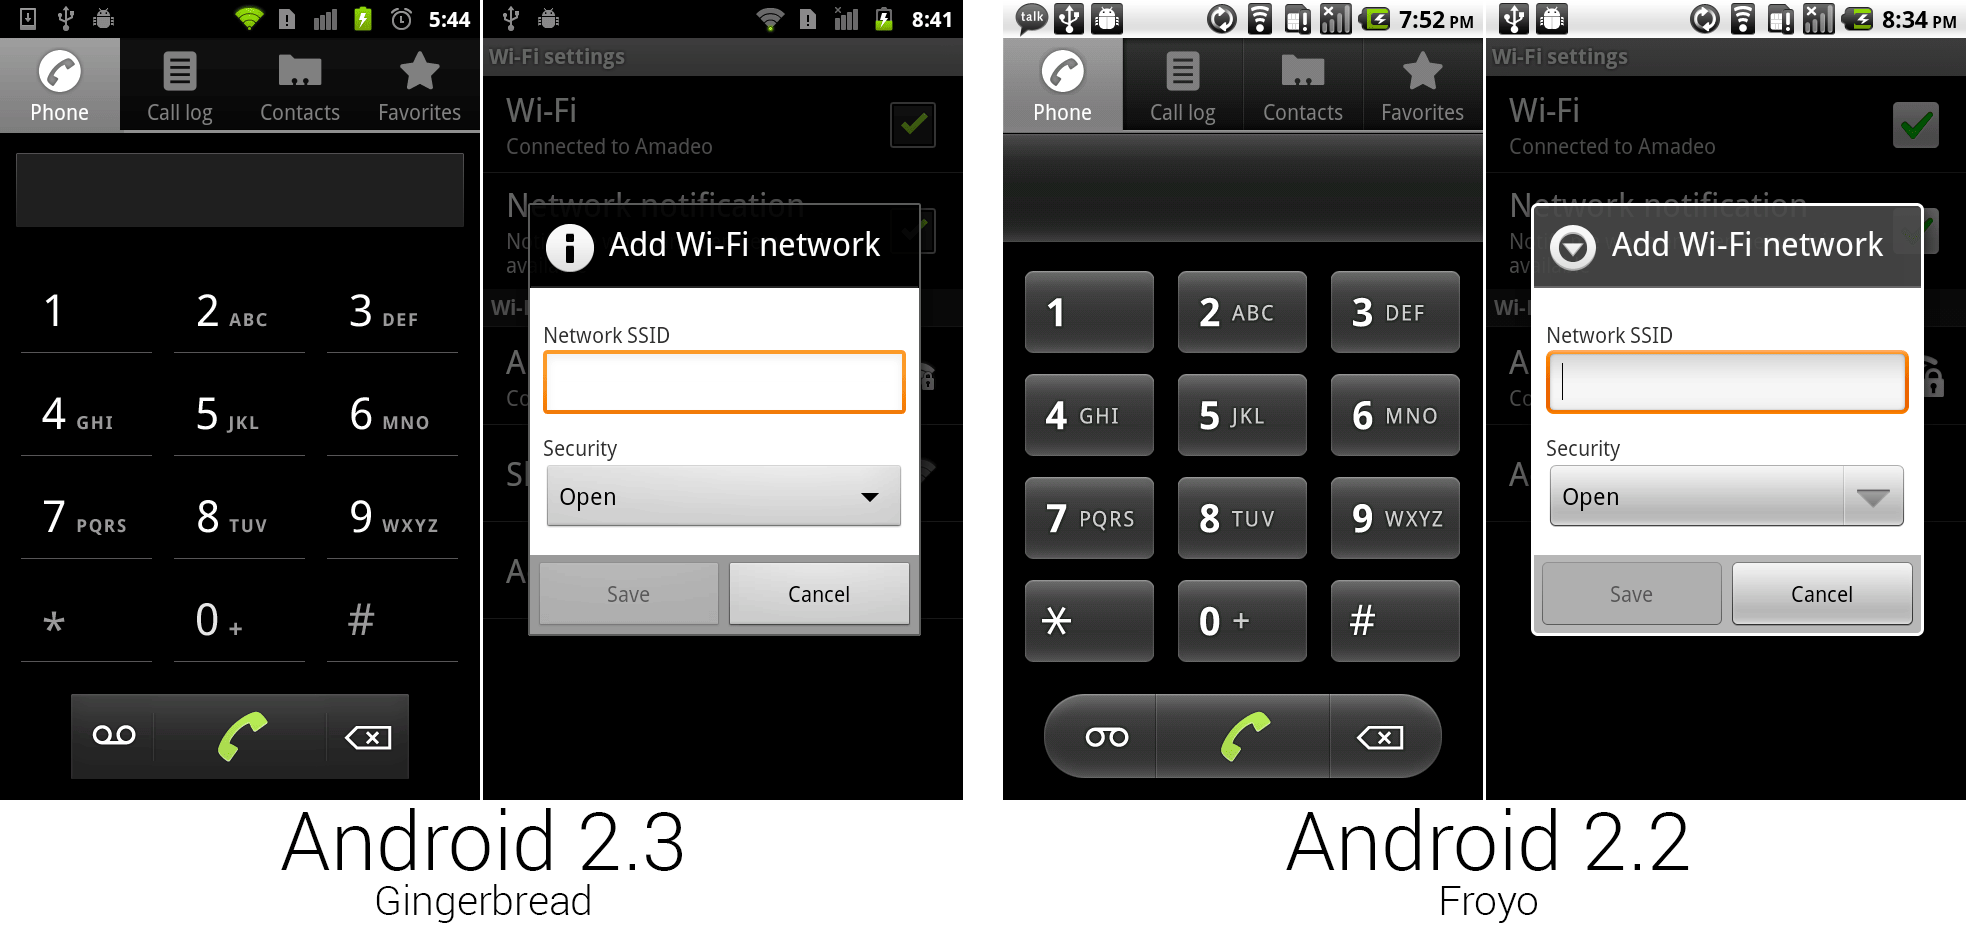 5:44
Phone
Call log
Contacts
Favorites
1
2 ABC
3 DEF
4 GHI
5 JKL
6 MNO
7 PQRS
8 TUV
9 WXYZ
*
0 +
#
8:41
Wi-Fi settings
Wi-Fi
Connected to Amadeo
Network notification
Add Wi-Fi network
Network SSID
Security
Open
Save
Cancel
Android 2.3
Gingerbread
talk
7:52 PM
Phone
Call log
Contacts
Favorites
1
2 ABC
3 DEF
4 GHI
5 JKL
6 MNO
7 PQRS
8 TUV
9 WXYZ
*
0 +
#
8:34 PM
Wi-Fi settings
Wi-Fi
Connected to Amadeo
Network notification
Add Wi-Fi network
Network SSID
Security
Open
Save
Cancel
Android 2.2
Froyo